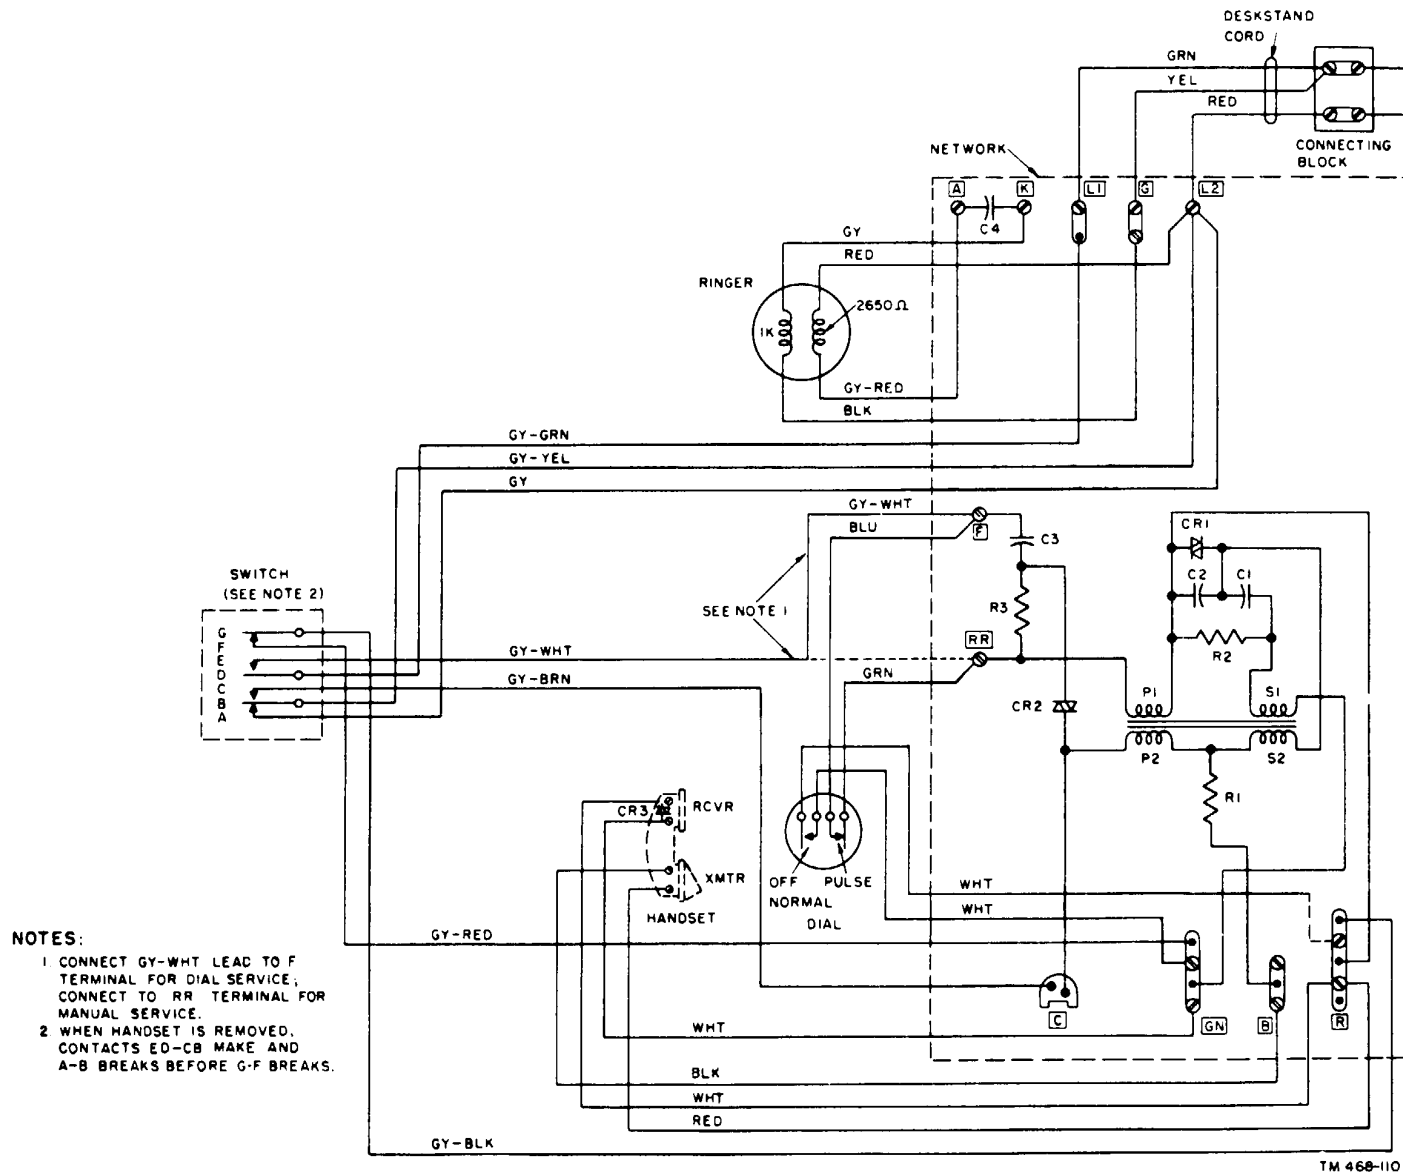 DESKSTAND
CORD
GRN
YEL
RED
CONNECTING
BLOCK
NETWORK
A
K
L1
G
L2
C4
GY
RED
RINGER
2650Ω
1K
GY-RED
BLK
GY-GRN
GY-YEL
GY
GY-WHT
BLU
F
C3
CR1
C2
C1
R3
R2
SEE NOTE 1
RR
SWITCH
(SEE NOTE 2)
G
F
E
D
C
B
A
GY-WHT
GY-BRN
GRN
CR2
P1
S1
P2
S2
R1
CR3
RCVR
XMTR
HANDSET
OFF
NORMAL
PULSE
DIAL
WHT
WHT
GY-RED
C
GN
B
R
WHT
BLK
WHT
RED
GY-BLK
NOTES:
1. CONNECT GY-WHT LEAD TO F
TERMINAL FOR DIAL SERVICE;
CONNECT TO RR TERMINAL FOR
MANUAL SERVICE.
2. WHEN HANDSET IS REMOVED,
CONTACTS ED-CB MAKE AND
A-B BREAKS BEFORE G-F BREAKS.
TM 468-110